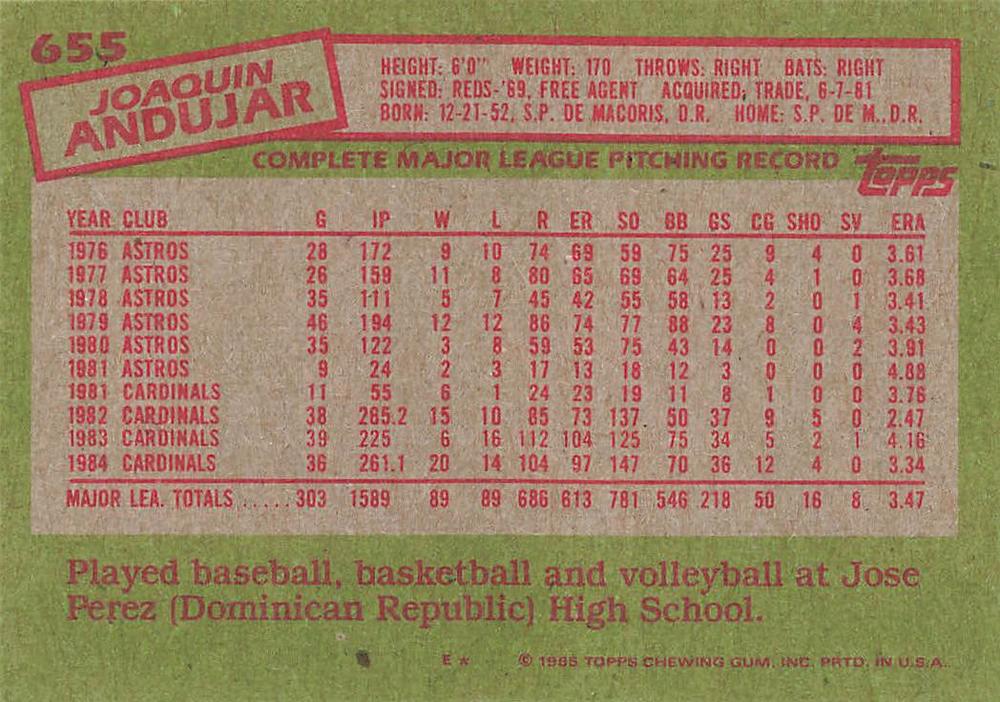 655
JOAQUIN
ANDUJAR
HEIGHT: 6'0" WEIGHT: 170 THROWS: RIGHT BATS: RIGHT
SIGNED: REDS-'69, FREE AGENT ACQUIRED; TRADE, 6-7-81
BORN: 12-21-52, S.P. DE MACORIS, D.R. HOME: S.P. DE M., D.R.
COMPLETE MAJOR LEAGUE PITCHING RECORD topps
YEAR CLUB G IP W L R ER SO BB GS CG SHO SV ERA
1976 ASTROS 28 172 9 10 74 69 59 75 25 9 4 0 3.61
1977 ASTROS 26 159 11 8 80 65 69 64 25 4 1 0 3.68
1978 ASTROS 35 111 5 7 45 42 55 58 13 2 0 1 3.41
1979 ASTROS 46 194 12 12 86 74 77 88 23 8 0 4 3.43
1980 ASTROS 35 122 3 8 59 53 75 43 14 0 0 2 3.91
1981 ASTROS 9 24 2 3 17 13 18 12 3 0 0 0 4.88
1981 CARDINALS 11 55 6 1 24 23 19 11 8 1 0 0 3.76
1982 CARDINALS 38 265.2 15 10 85 73 137 50 37 9 5 0 2.47
1983 CARDINALS 39 225 6 16 112 104 125 75 34 5 2 1 4.16
1984 CARDINALS 36 261.1 20 14 104 97 147 70 36 12 4 0 3.34
MAJOR LEA. TOTALS ..... 303 1589 89 89 686 613 781 546 218 50 16 8 3.47
Played baseball, basketball and volleyball at Jose
Perez (Dominican Republic) High School.
E* © 1985 TOPPS CHEWING GUM, INC. PRTD. IN U.S.A.